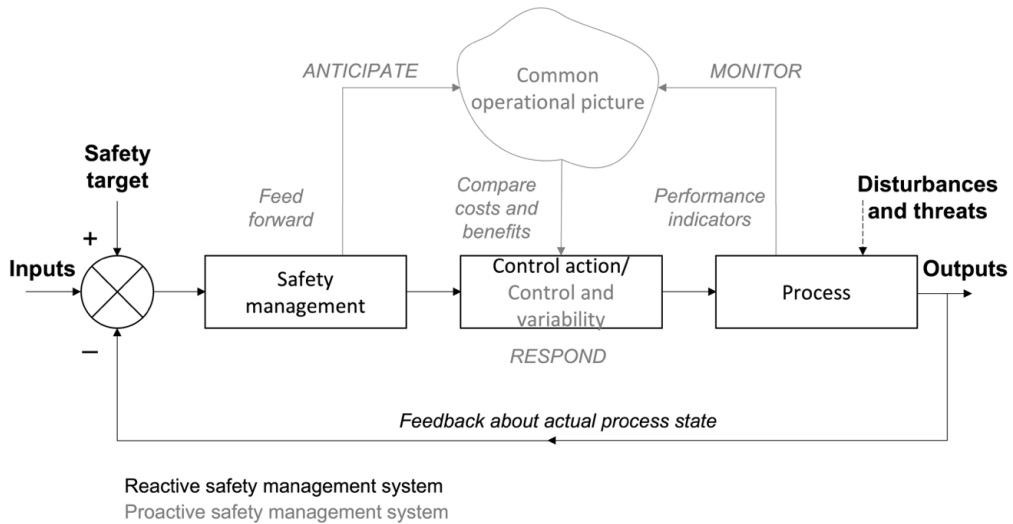 ANTICIPATE
Common
operational picture
MONITOR
Safety
target
Feed
forward
Compare
costs and
benefits
Performance
indicators
Disturbances
and threats
+
Inputs
Safety
management
Control action/
Control and
variability
Process
Outputs
–
RESPOND
Feedback about actual process state
Reactive safety management system
Proactive safety management system